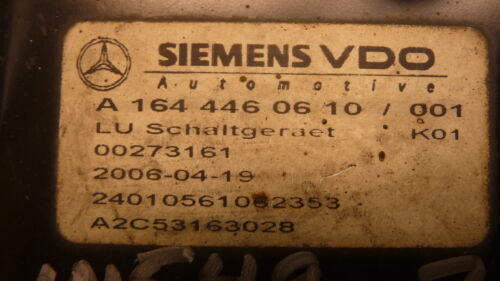 SIEMENS VDO
Automotive
A 164 446 06 10 / 001
LU Schaltgeraet K01
00273161
2006-04-19
24010561082353
A2C53163028